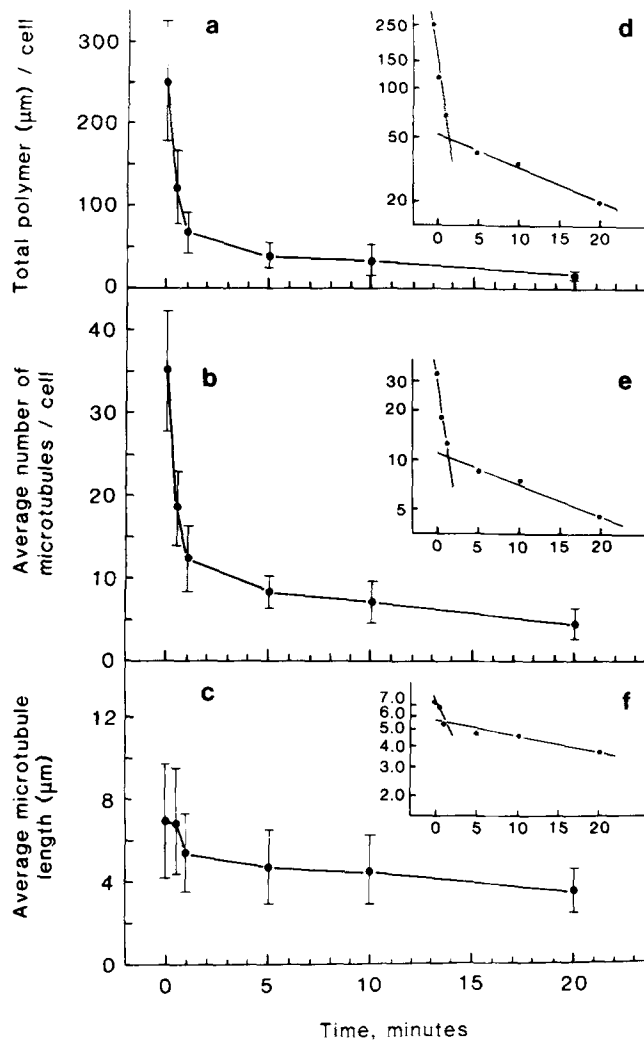 a
Total polymer (μm) / cell
300
200
100
0
d
250
150
100
50
20
0 5 10 15 20
b
Average number of
microtubules / cell
40
30
20
10
0
e
30
20
10
5
0 5 10 15 20
c
Average microtubule
length (μm)
12
8
4
0
f
7.0
6.0
5.0
4.0
2.0
0 5 10 15 20
0 5 10 15 20
Time, minutes